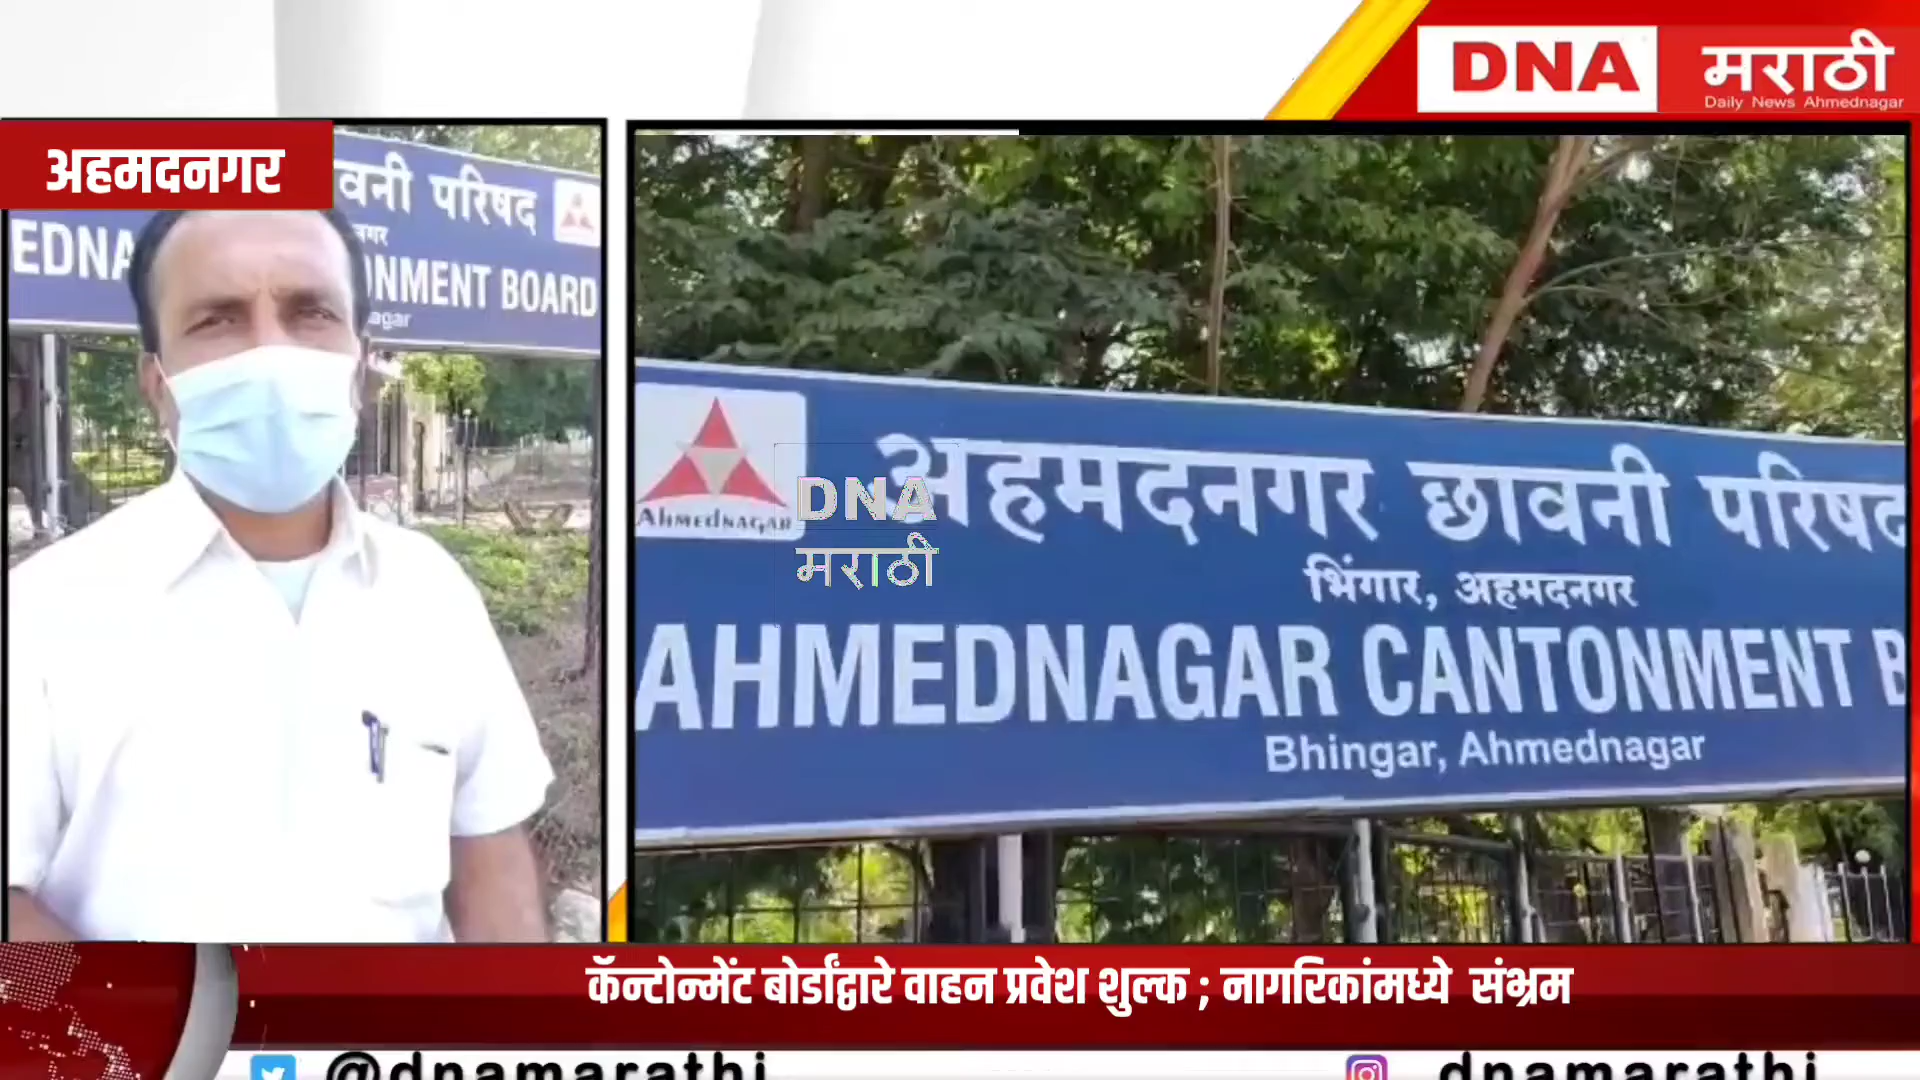 DNA मराठी
Daily News Ahmednagar
अहमदनगर
वनी परिषद
EDNA ONMENT BOARD
agar
AHMEDNAGAR
अहमदनगर छावनी परिषद
भिंगार, अहमदनगर
AHMEDNAGAR CANTONMENT B
Bhingar, Ahmednagar
DNA
मराठी
कॅन्टोन्मेंट बोर्डाद्वारे वाहन प्रवेश शुल्क ; नागरिकांमध्ये संभ्रम
@dnamarathi
dnamarathi